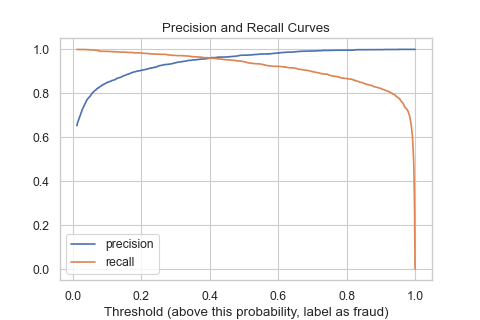 Precision and Recall Curves
1.0
0.8
0.6
0.4
0.2
0.0
precision
recall
0.0 0.2 0.4 0.6 0.8 1.0
Threshold (above this probability, label as fraud)